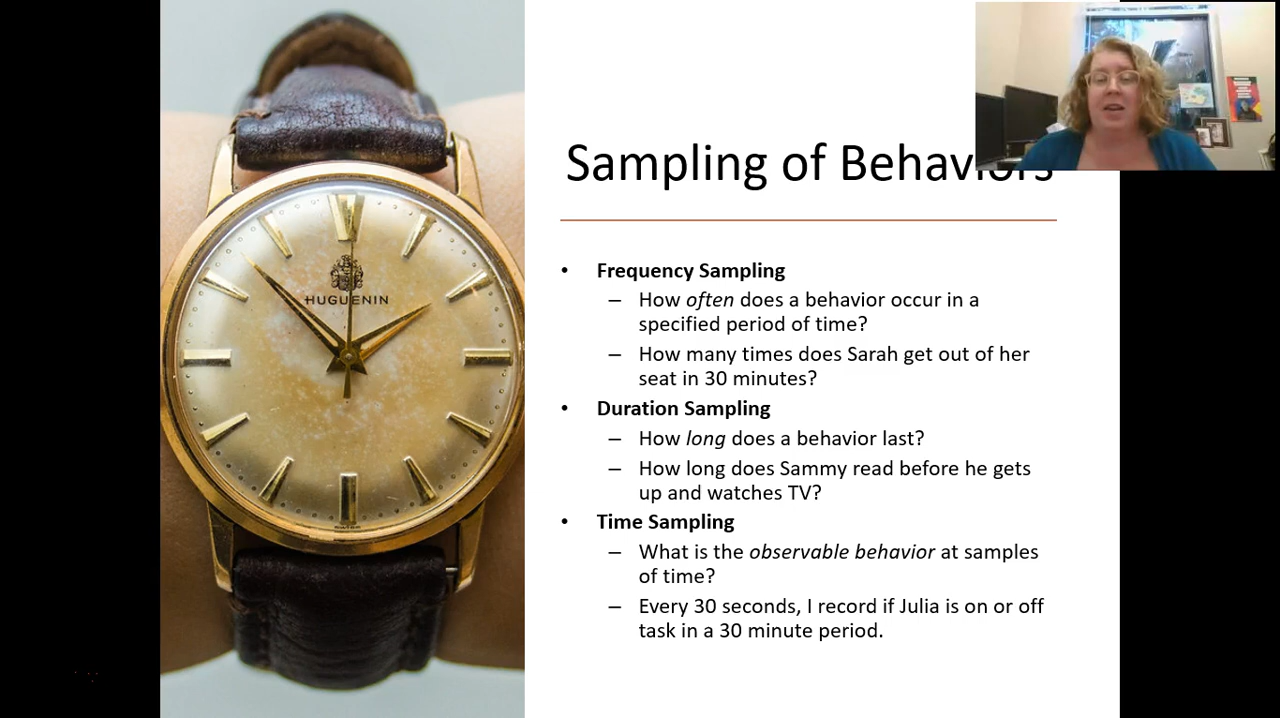 HUGUENIN
Sampling of Behaviors
• Frequency Sampling
– How often does a behavior occur in a
specified period of time?
– How many times does Sarah get out of her
seat in 30 minutes?
• Duration Sampling
– How long does a behavior last?
– How long does Sammy read before he gets
up and watches TV?
• Time Sampling
– What is the observable behavior at samples
of time?
– Every 30 seconds, I record if Julia is on or off
task in a 30 minute period.